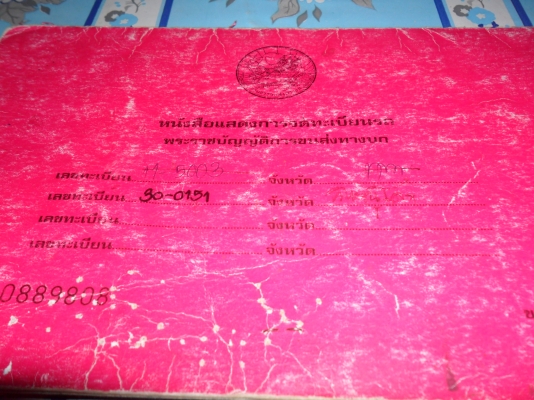 หนังสือแสดงการจดทะเบียนรถ
พระราชบัญญัติการขนส่งทางบก
เลขทะเบียน จังหวัด
เลขทะเบียน 30-0151 จังหวัด
เลขทะเบียน จังหวัด
เลขทะเบียน จังหวัด
0889808